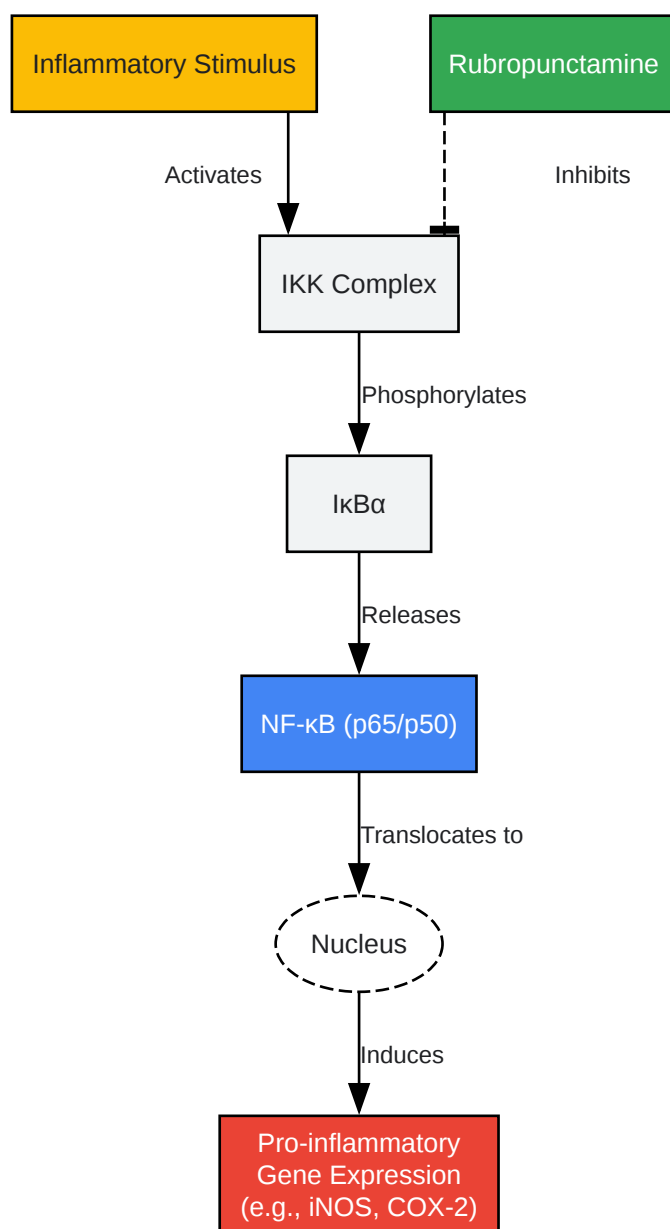 Inflammatory Stimulus
Rubropunctamine
Activates
Inhibits
IKK Complex
Phosphorylates
IκBα
Releases
NF-κB (p65/p50)
Translocates to
Nucleus
Induces
Pro-inflammatory
Gene Expression
(e.g., iNOS, COX-2)